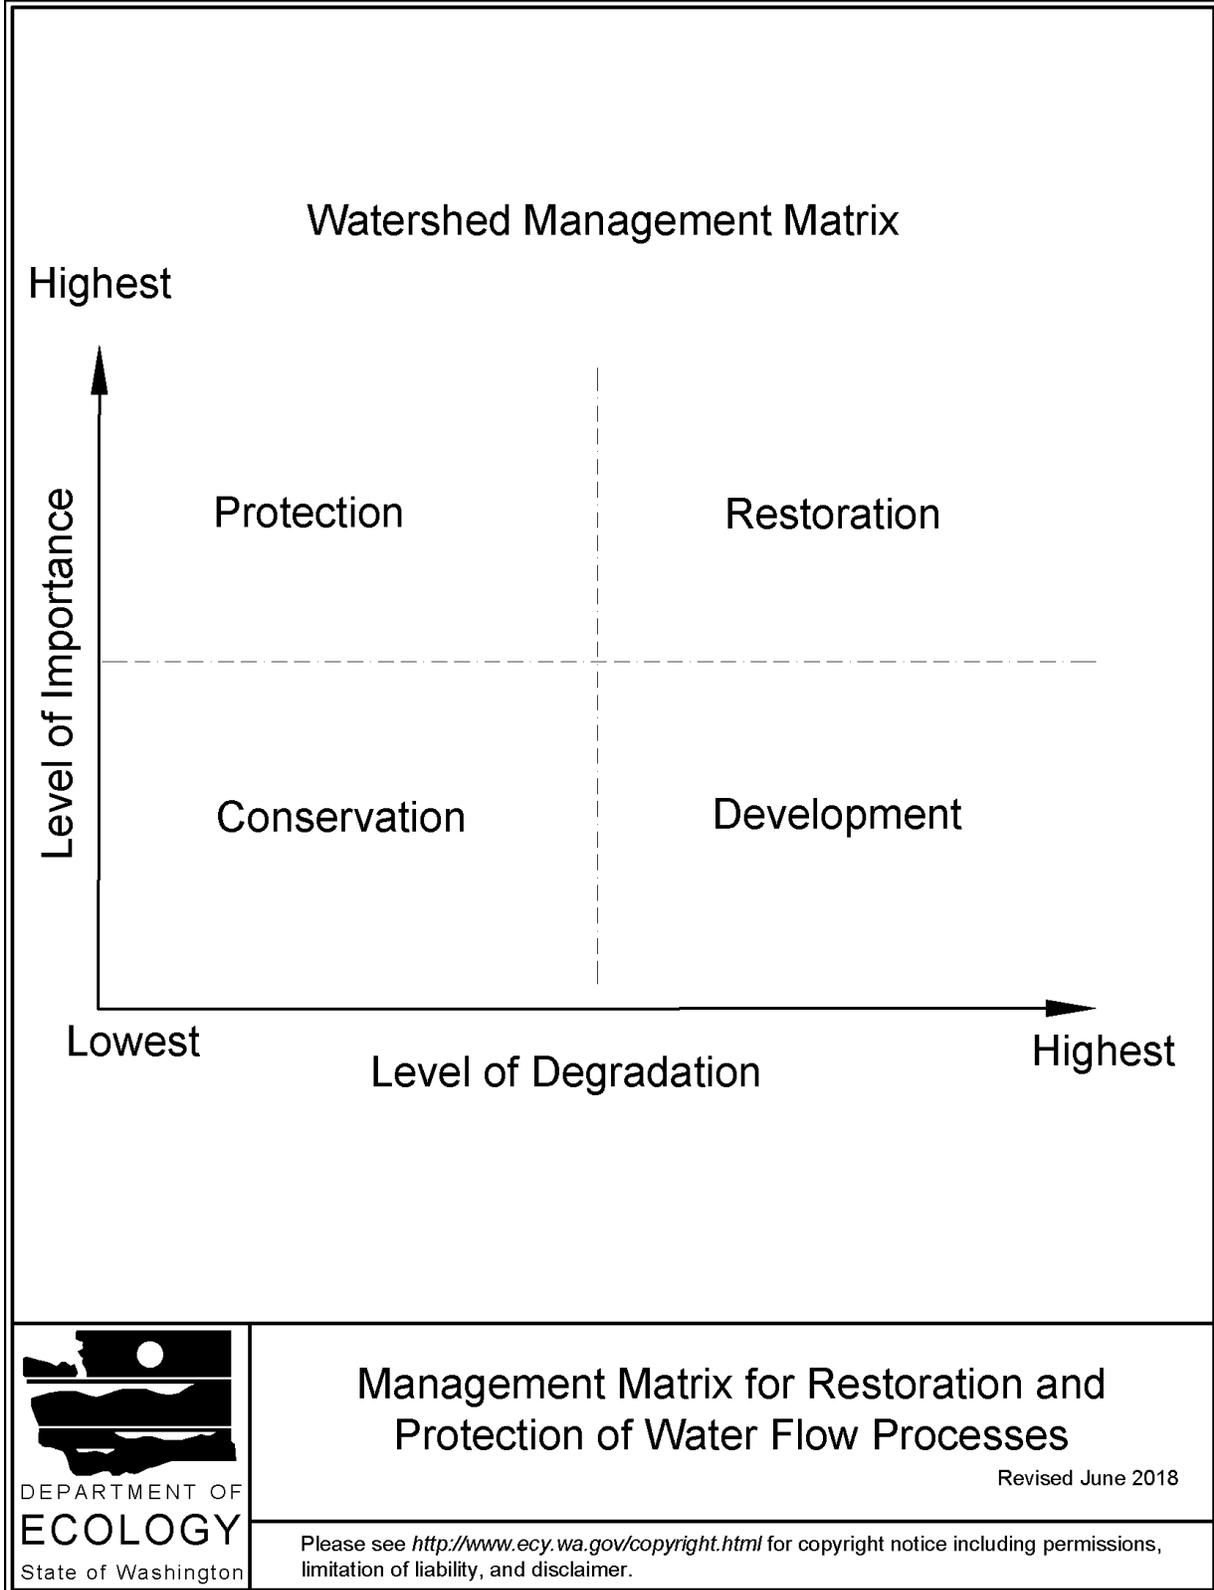 Watershed Management Matrix
Highest
Level of Importance
Protection
Restoration
Conservation
Development
Lowest
Highest
Level of Degradation
DEPARTMENT OF
ECOLOGY
State of Washington
Management Matrix for Restoration and
Protection of Water Flow Processes
Revised June 2018
Please see http://www.ecy.wa.gov/copyright.html for copyright notice including permissions,
limitation of liability, and disclaimer.